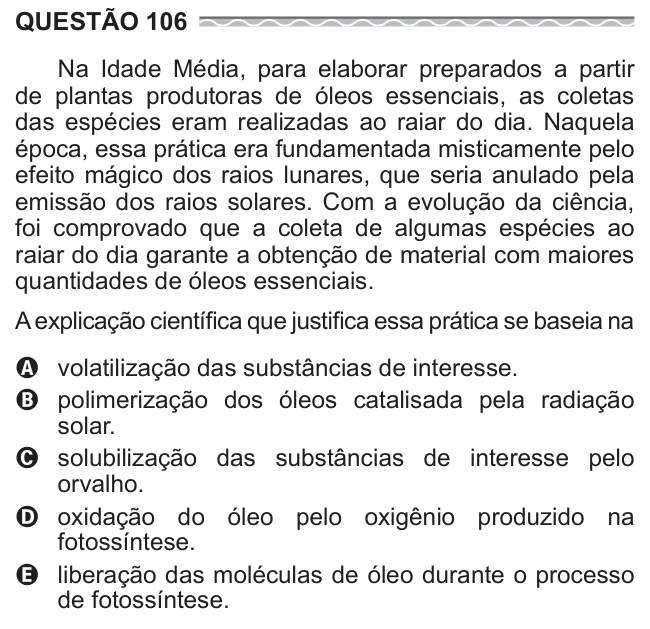 QUESTÃO 106
Na Idade Média, para elaborar preparados a partir
de plantas produtoras de óleos essenciais, as coletas
das espécies eram realizadas ao raiar do dia. Naquela
época, essa prática era fundamentada misticamente pelo
efeito mágico dos raios lunares, que seria anulado pela
emissão dos raios solares. Com a evolução da ciência,
foi comprovado que a coleta de algumas espécies ao
raiar do dia garante a obtenção de material com maiores
quantidades de óleos essenciais.
A explicação científica que justifica essa prática se baseia na
A volatilização das substâncias de interesse.
B polimerização dos óleos catalisada pela radiação
solar.
C solubilização das substâncias de interesse pelo
orvalho.
D oxidação do óleo pelo oxigênio produzido na
fotossíntese.
E liberação das moléculas de óleo durante o processo
de fotossíntese.